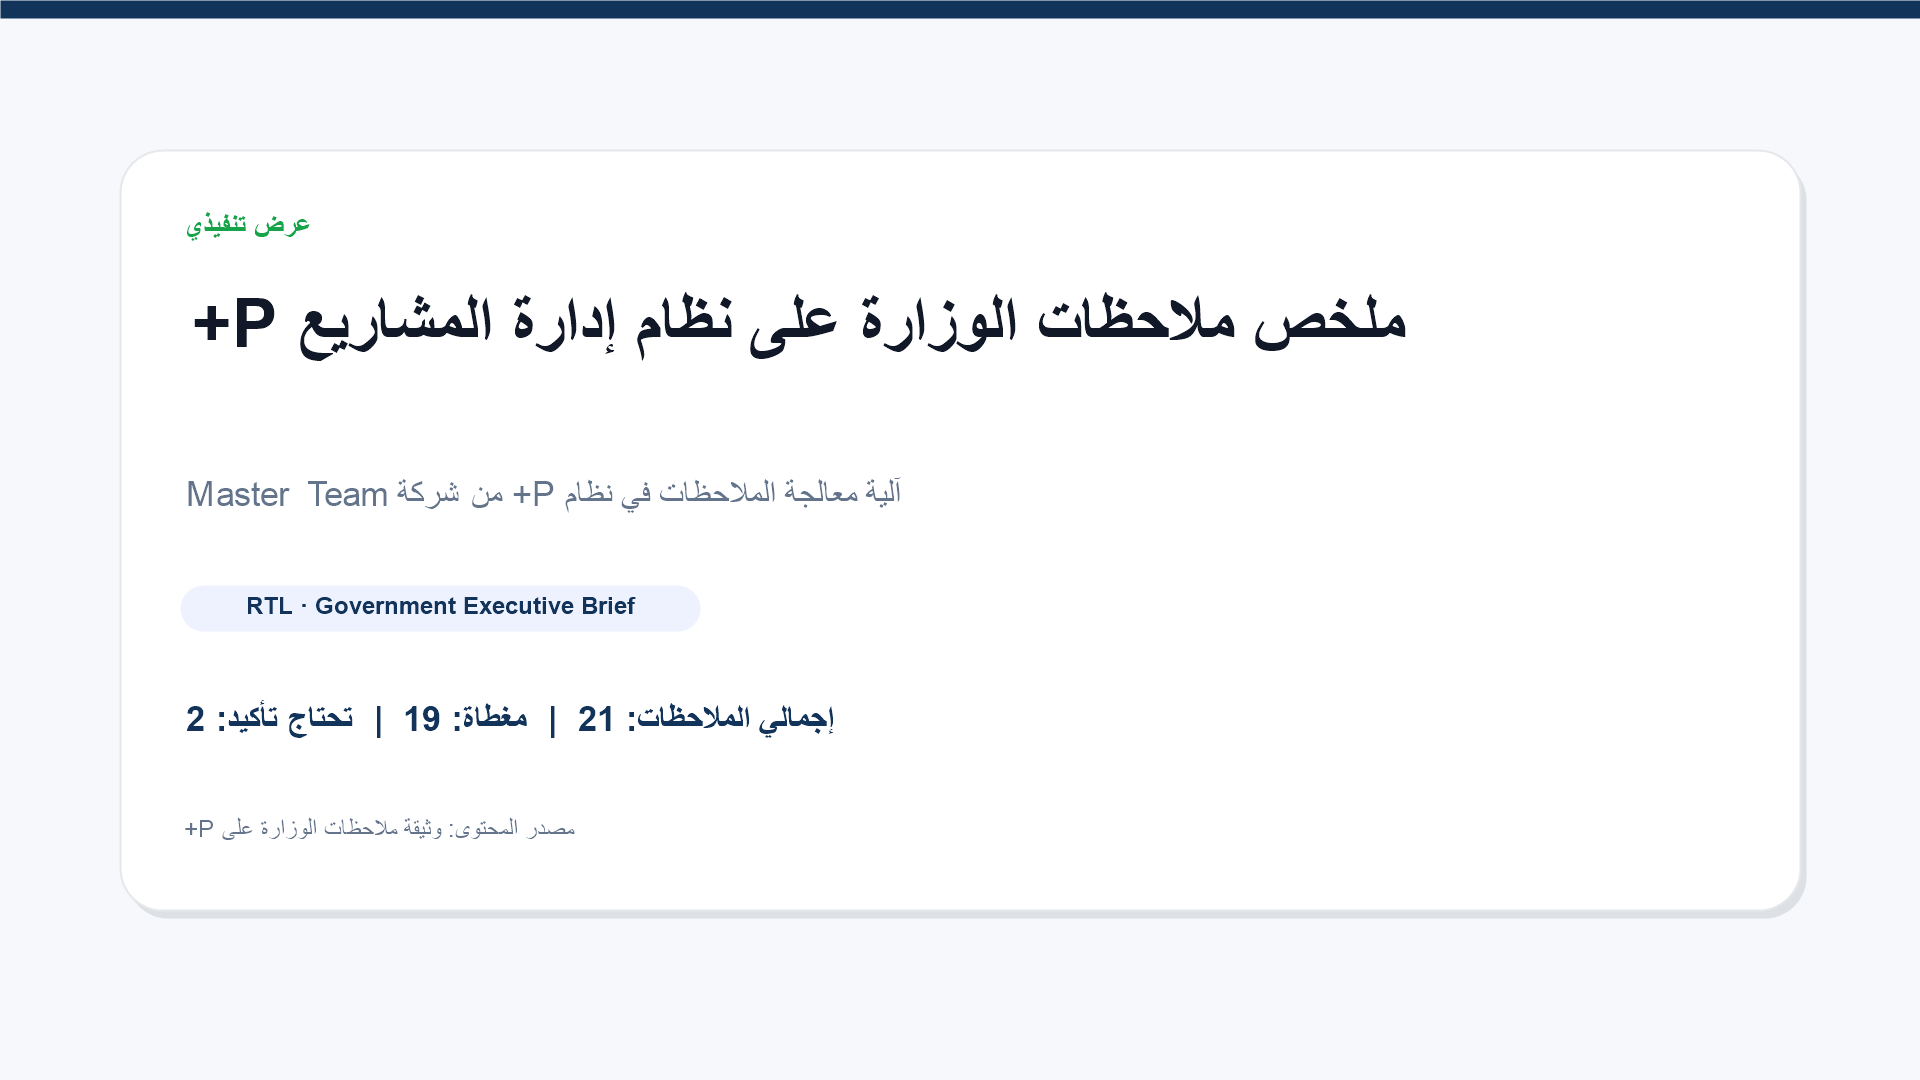 عرض تنفيذي
ملخص ملاحظات الوزارة على نظام إدارة المشاريع P+
آلية معالجة الملاحظات في نظام P+ من شركة Master Team
RTL · Government Executive Brief
إجمالي الملاحظات: 21 | مغطاة: 19 | تحتاج تأكيد: 2
مصدر المحتوى: وثيقة ملاحظات الوزارة على P+